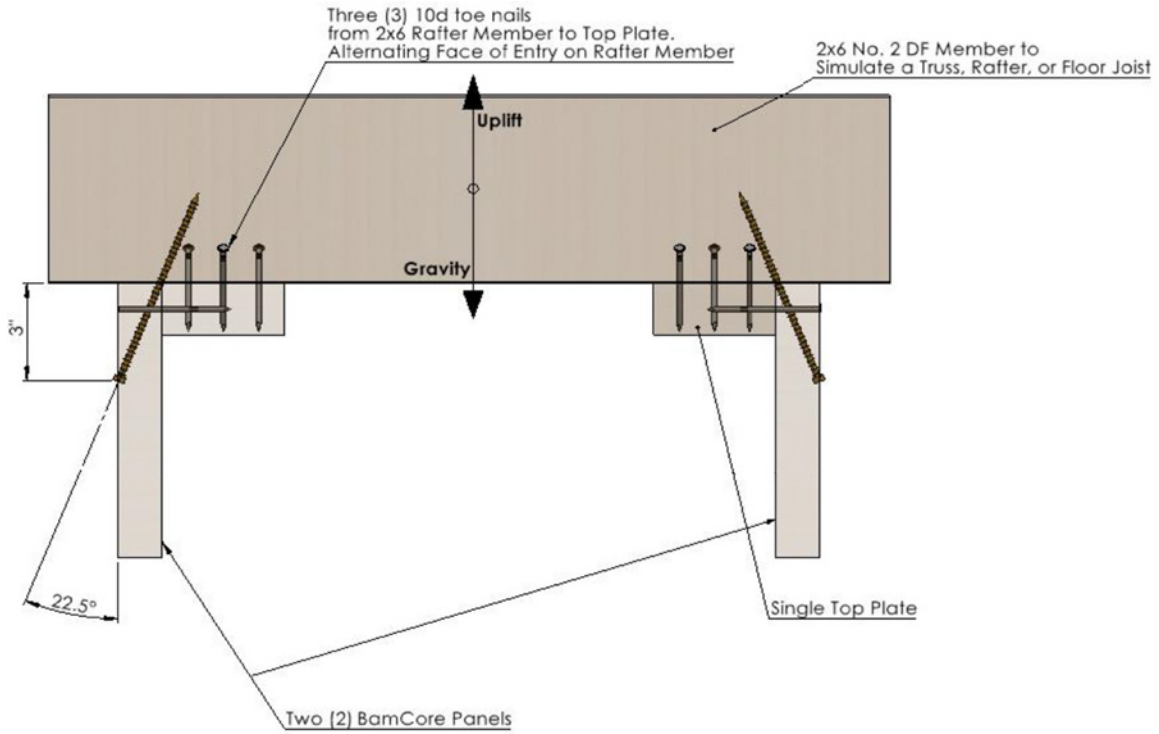 Three (3) 10d toe nails
from 2x6 Rafter Member to Top Plate.
Alternating Face of Entry on Rafter Member
2x6 No. 2 DF Member to
Simulate a Truss, Rafter, or Floor Joist
Uplift
Gravity
3"
22.5°
Single Top Plate
Two (2) BamCore Panels